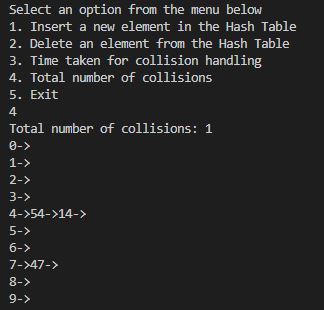 Select an option from the menu below
1. Insert a new element in the Hash Table
2. Delete an element from the Hash Table
3. Time taken for collision handling
4. Total number of collisions
5. Exit
4
Total number of collisions: 1
0->
1->
2->
3->
4->54->14->
5->
6->
7->47->
8->
9->